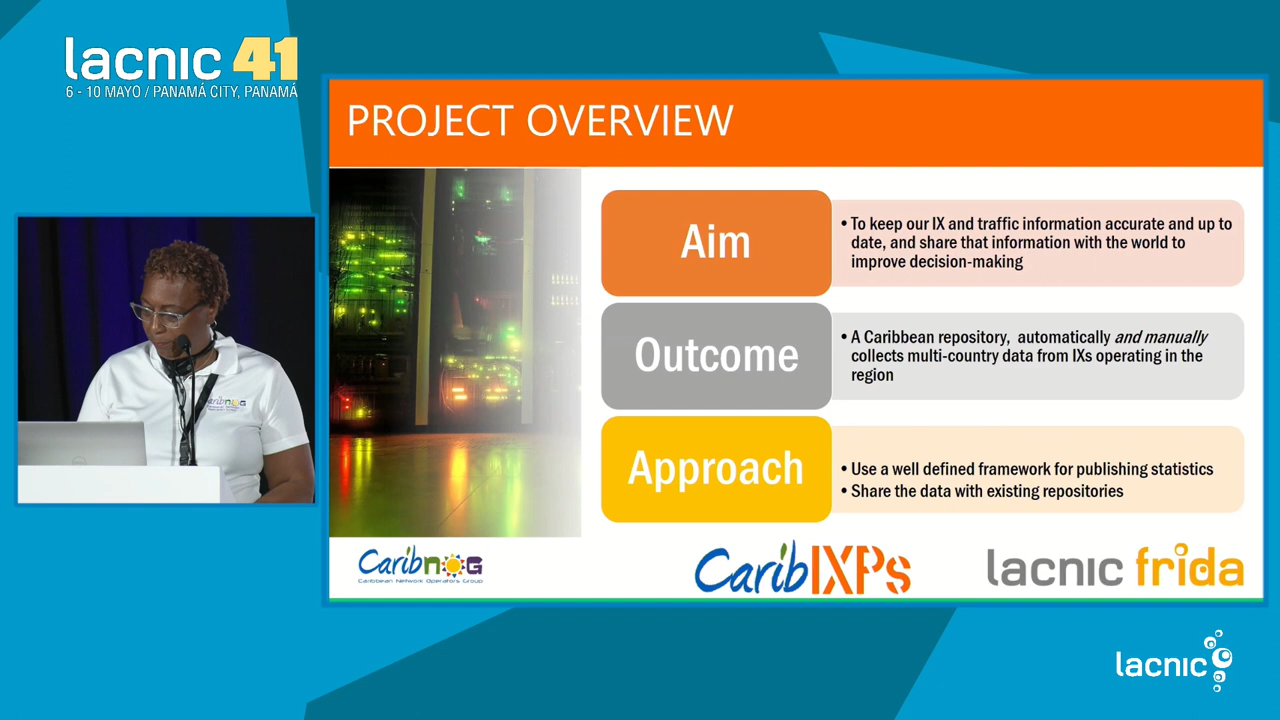 lacnic 41
6 - 10 MAYO / PANAMÁ CITY, PANAMÁ
PROJECT OVERVIEW
Aim
• To keep our IX and traffic information accurate and up to
date, and share that information with the world to
improve decision-making
Outcome
• A Caribbean repository, automatically and manually
collects multi-country data from IXs operating in the
region
Approach
• Use a well defined framework for publishing statistics
• Share the data with existing repositories
CaribNOG
Caribbean Network Operators Group
CaribIXPs
lacnic frida
CaribNOG
lacnic